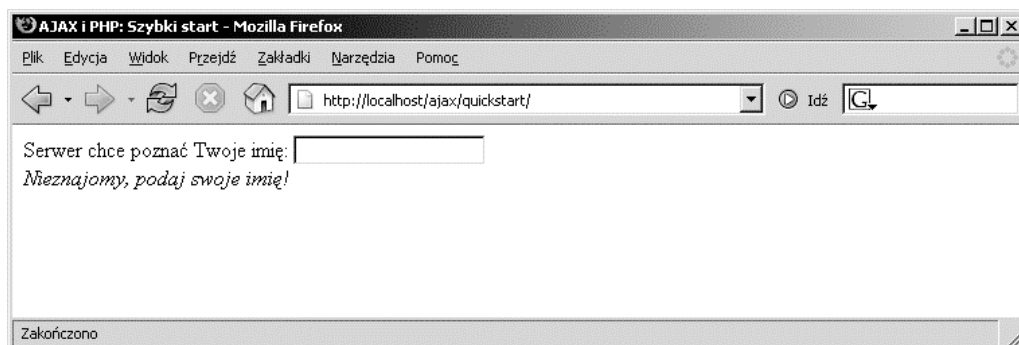 AJAX i PHP: Szybki start - Mozilla Firefox
Plik Edycja Widok Przejdź Zakładki Narzędzia Pomoc
http://localhost/ajax/quickstart/ Idź G
Serwer chce poznać Twoje imię:
Nieznajomy, podaj swoje imię!
Zakończono